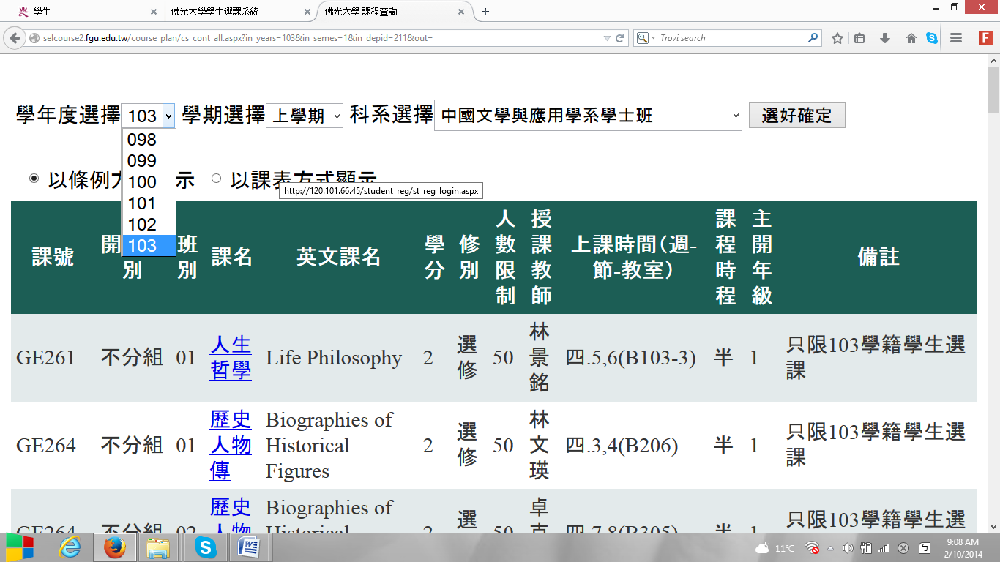 學生
佛光大學學生選課系統
佛光大學 課程查詢
selcourse2.fgu.edu.tw/course_plan/cs_cont_all.aspx?in_years=103&in_semes=1&in_depid=211&out=
Trovi search
學年度選擇 103 學期選擇 上學期 科系選擇 中國文學與應用學系學士班 選好確定
098
099
100
101
102
103
以條例方 示 以課表方式顯示
http://120.101.66.45/student_reg/st_reg_login.aspx
課號 開 別 班別 課名 英文課名 學分 修別 人數限制 授課教師 上課時間(週-節-教室) 課程時程 主開年級 備註
GE261 不分組 01 人生哲學 Life Philosophy 2 選修 50 林景銘 四.5,6(B103-3) 半 1 只限103學籍學生選課
GE264 不分組 01 歷史人物傳 Biographies of Historical Figures 2 選修 50 林文瑛 四.3,4(B206) 半 1 只限103學籍學生選課
GE264 不分組 02 歷史人物 Biographies of Historical 2 選 50 卓克 四.7,8(B305) 半 1 只限103學籍學生選
11°C
9:08 AM
2/10/2014